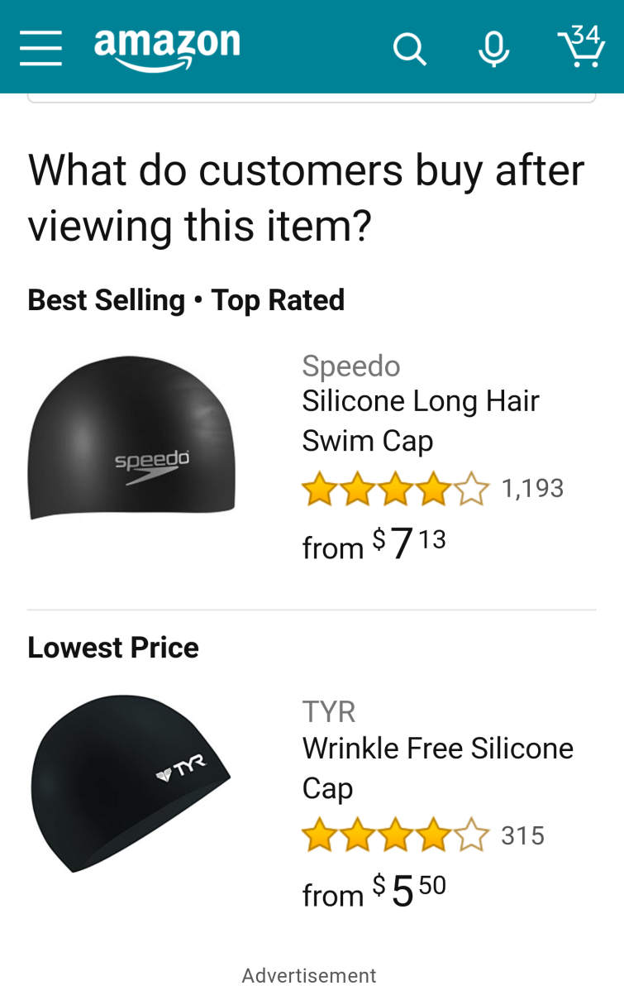 amazon
34
What do customers buy after
viewing this item?
Best Selling • Top Rated
speedo
Speedo
Silicone Long Hair
Swim Cap
1,193
from $7 13
Lowest Price
TYR
TYR
Wrinkle Free Silicone
Cap
315
from $5 50
Advertisement